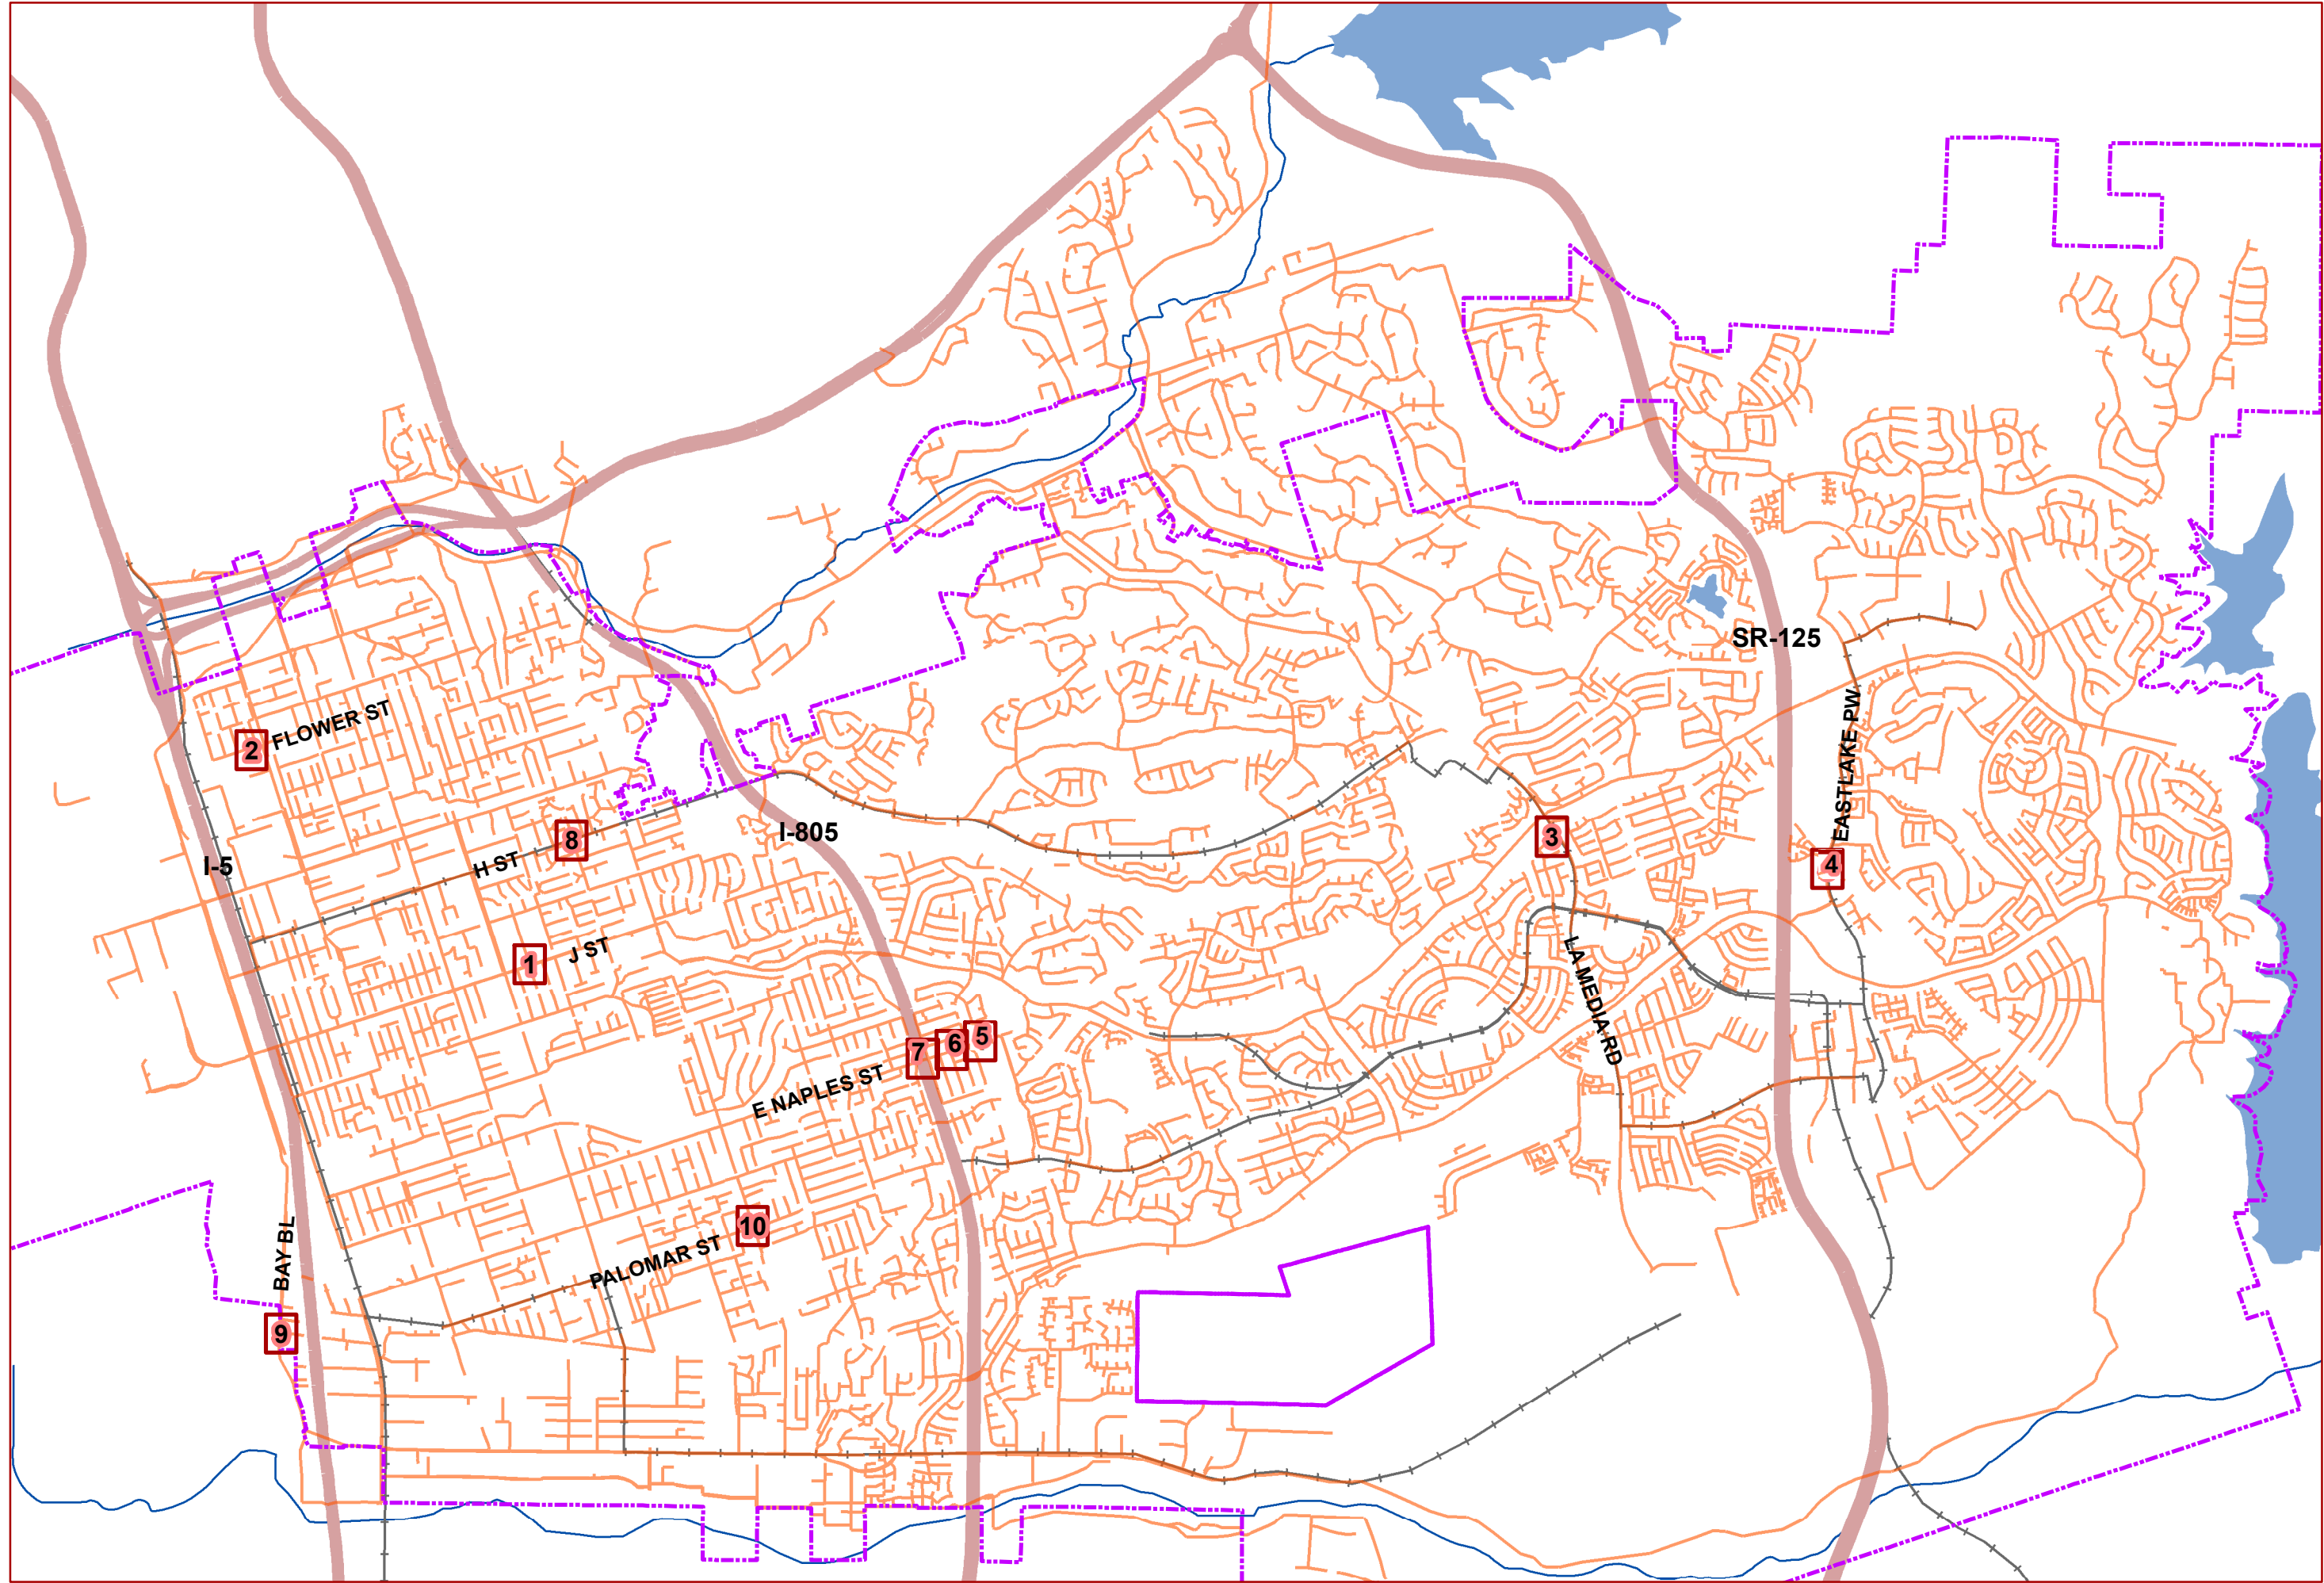 SR-125
FLOWER ST
2
EASTLAKE PW
I-805
8
3
H ST
I-5
4
J ST
1
LA MEDIA RD
5
6
7
E NAPLES ST
10
PALOMAR ST
BAY BL
9